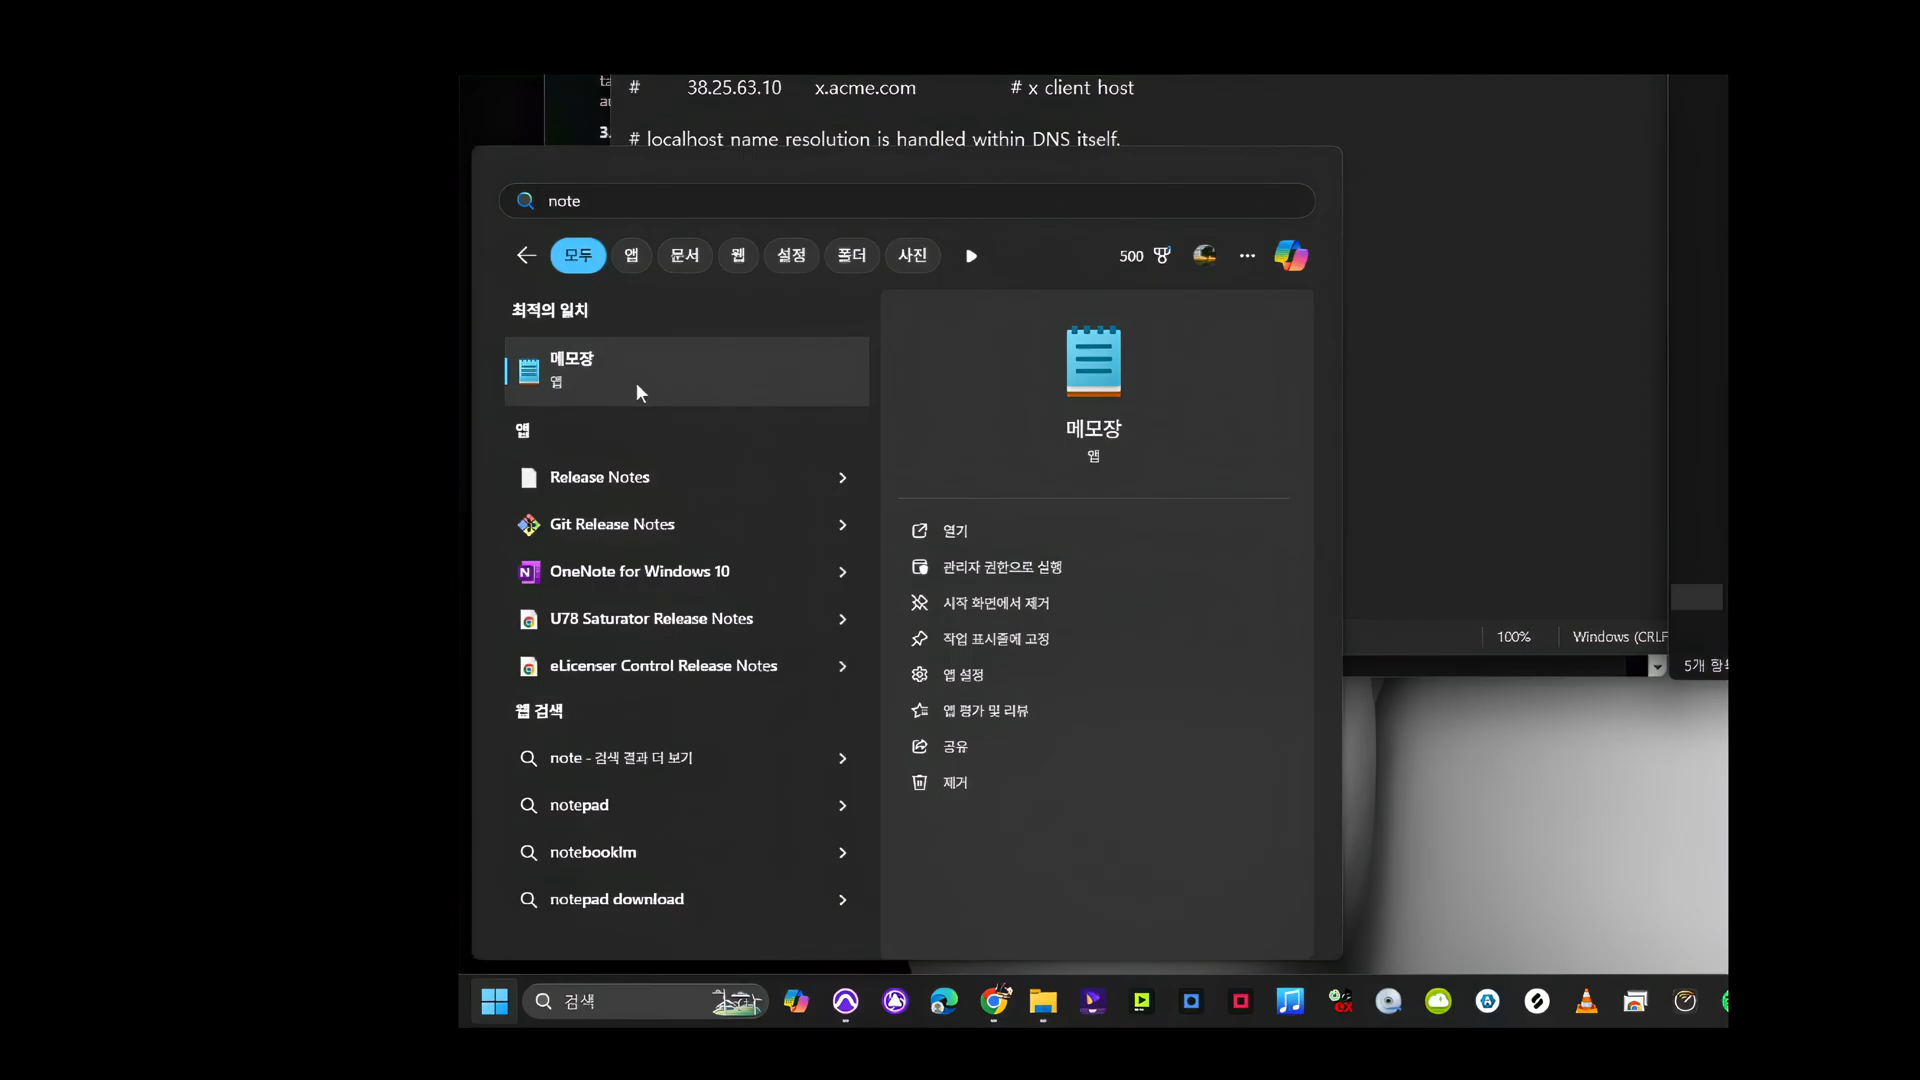 # 38.25.63.10 x.acme.com # x client host
3.
# localhost name resolution is handled within DNS itself.
note
모두 앱 문서 웹 설정 폴더 사진 500
최적의 일치
메모장
앱
앱
Release Notes
Git Release Notes
OneNote for Windows 10
U78 Saturator Release Notes
eLicenser Control Release Notes
웹 검색
note - 검색 결과 더 보기
notepad
notebooklm
notepad download
메모장
앱
열기
관리자 권한으로 실행
시작 화면에서 제거
작업 표시줄에 고정
앱 설정
앱 평가 및 리뷰
공유
제거
100% Windows (CRLF
5개
검색